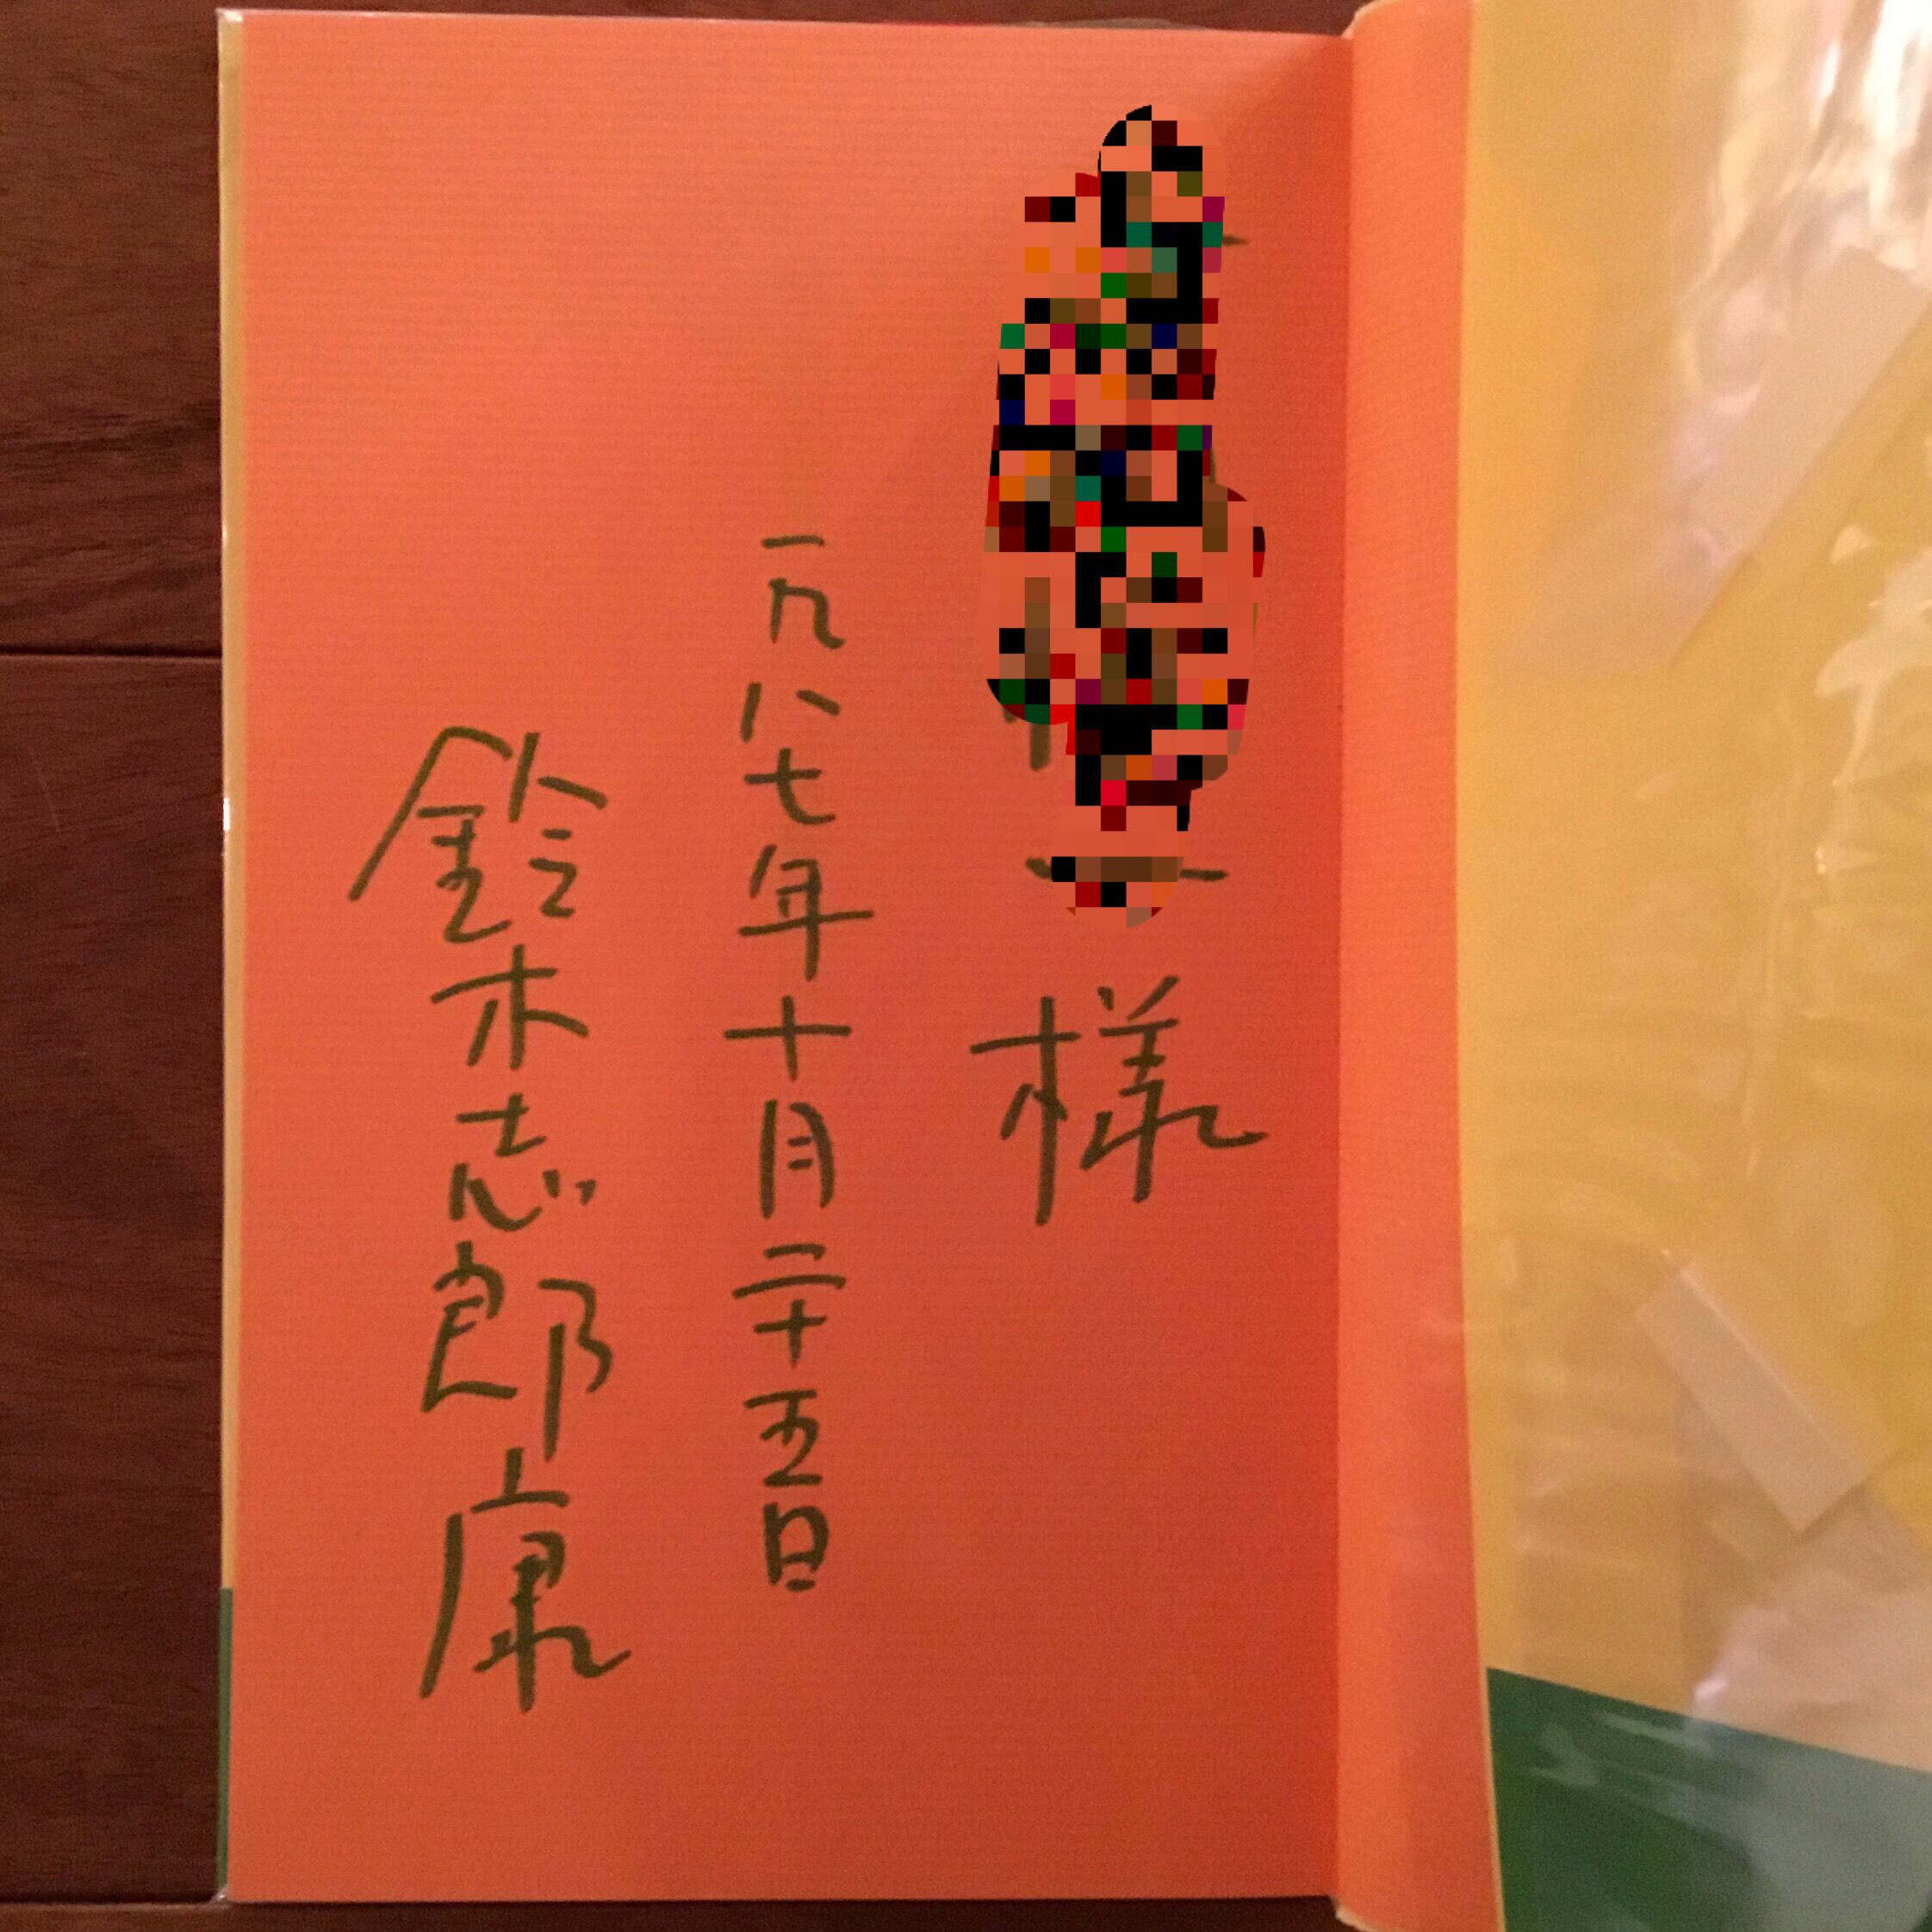 様
一九八七年十月二十五日
鈴木志郎康